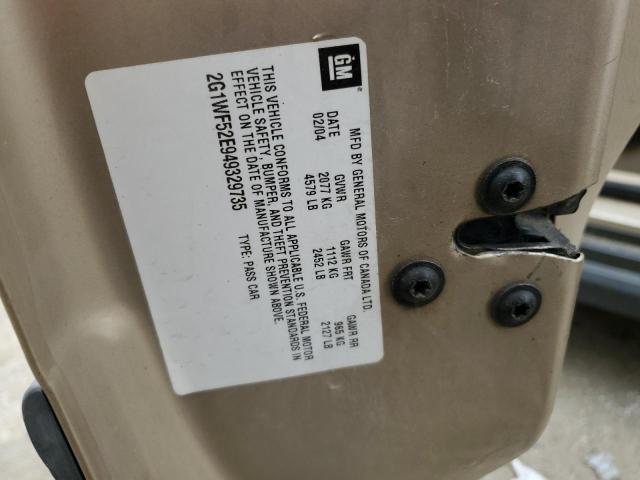 GM
MFD BY GENERAL MOTORS OF CANADA LTD.
DATE GVWR GAWR FRT GAWR RR
02/04 2077 KG 1112 KG 965 KG
4579 LB 2452 LB 2127 LB
THIS VEHICLE CONFORMS TO ALL APPLICABLE U.S. FEDERAL MOTOR
VEHICLE SAFETY, BUMPER, AND THEFT PREVENTION STANDARDS IN
EFFECT ON THE DATE OF MANUFACTURE SHOWN ABOVE.
2G1WF52E949329735 TYPE: PASS CAR